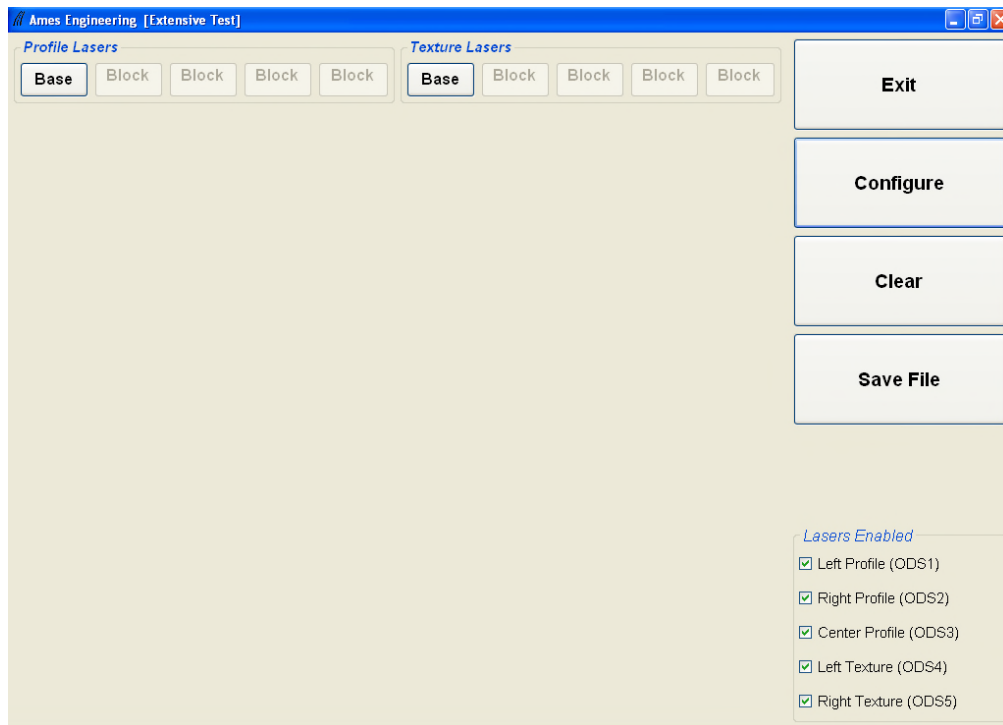 Ames Engineering [Extensive Test]
Profile Lasers
Base Block Block Block Block
Texture Lasers
Base Block Block Block Block
Exit
Configure
Clear
Save File
Lasers Enabled
Left Profile (ODS1)
Right Profile (ODS2)
Center Profile (ODS3)
Left Texture (ODS4)
Right Texture (ODS5)